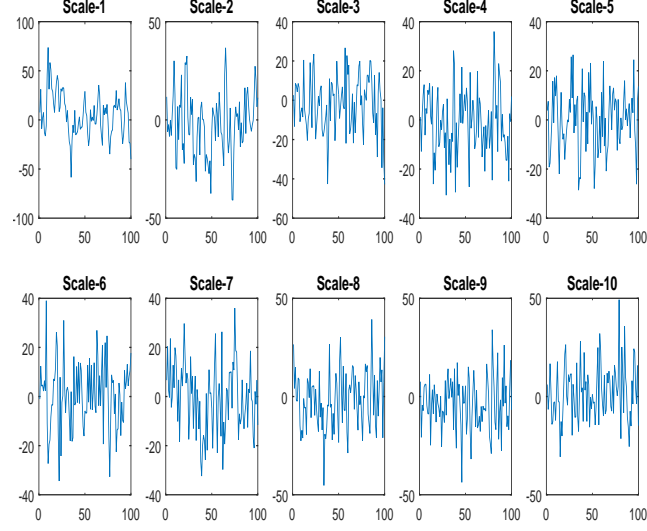 Scale-1 Scale-2 Scale-3 Scale-4 Scale-5
100 50 40 40 40
50 20 20 20
0 0 0 0 0
-50 -20 -20 -20
-40
-100 -50 -60 -40 -40
0 50 100 0 50 100 0 50 100 0 50 100 0 50 100
Scale-6 Scale-7 Scale-8 Scale-9 Scale-10
40 40 50 50 50
20 20
0 0 0 0 0
-20 -20
-40 -40 -50 -50 -50
0 50 100 0 50 100 0 50 100 0 50 100 0 50 100